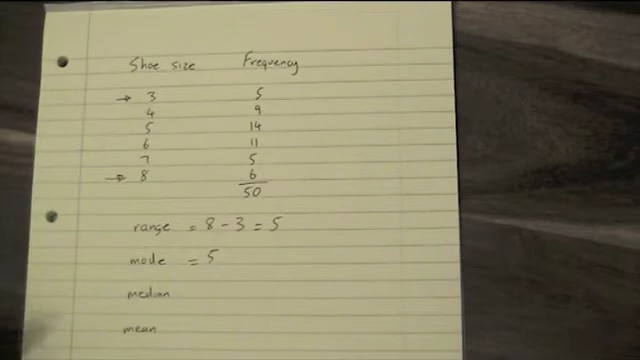 Shoe size Frequency
→ 3 5
4 9
5 14
6 11
7 5
→ 8 6
50
range = 8 - 3 = 5
mode = 5
median
mean